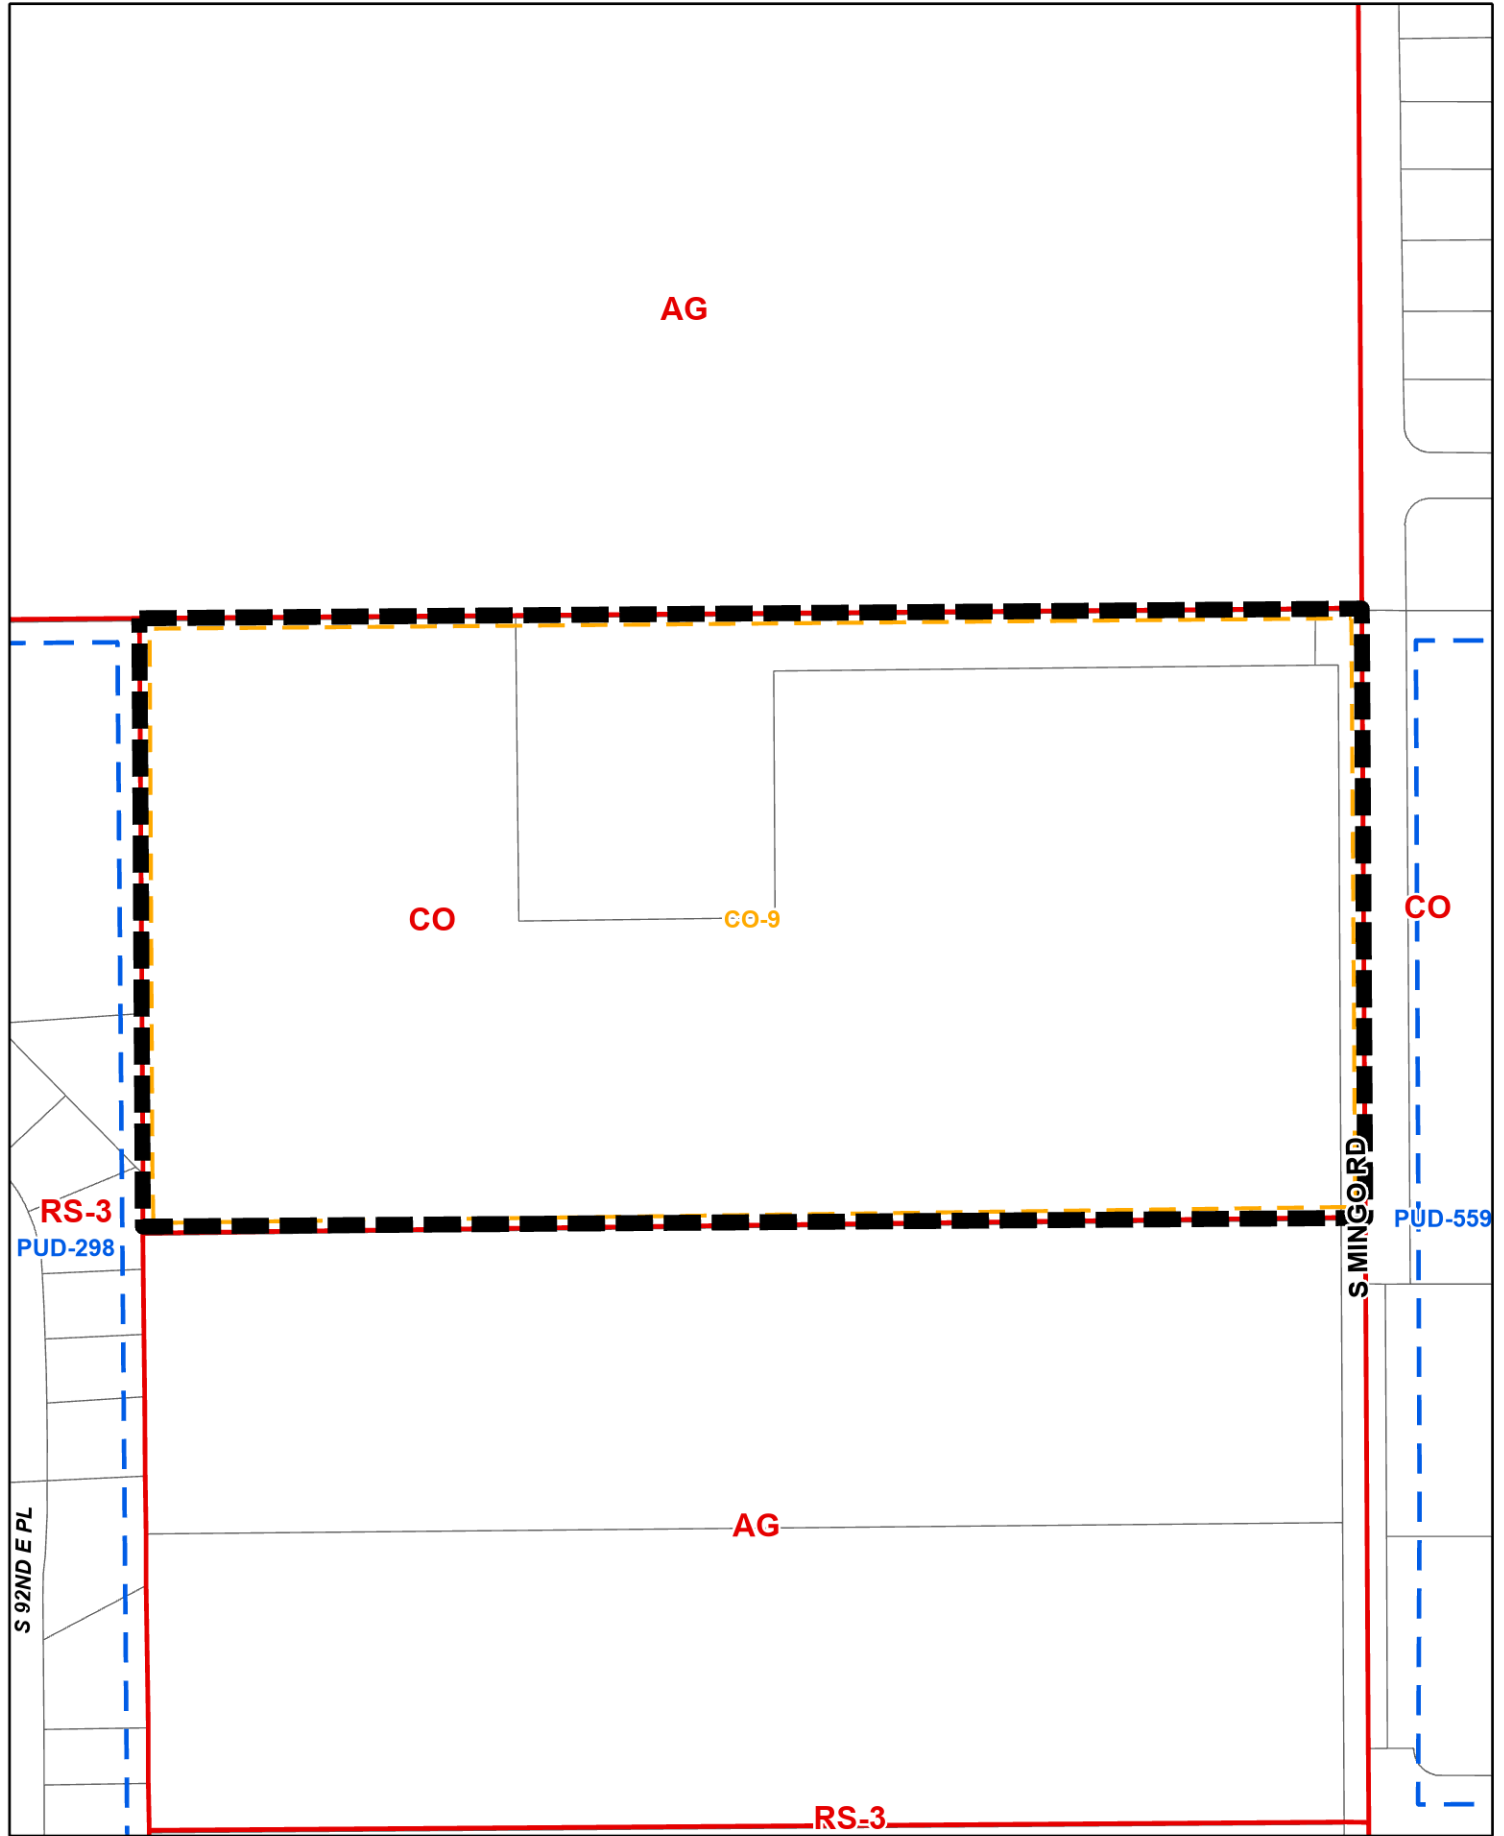 AG
CO
CO-9
CO
S MINGO RD
RS-3
PUD-298
PUD-559
S 92ND E PL
AG
RS-3